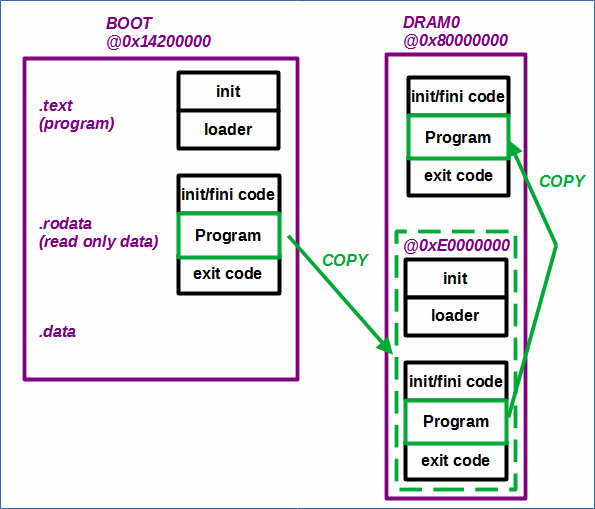 BOOT
@0x14200000
.text
(program)
init
loader
.rodata
(read only data)
init/fini code
Program
exit code
.data
COPY
DRAM0
@0x80000000
init/fini code
Program
exit code
COPY
@0xE0000000
init
loader
init/fini code
Program
exit code